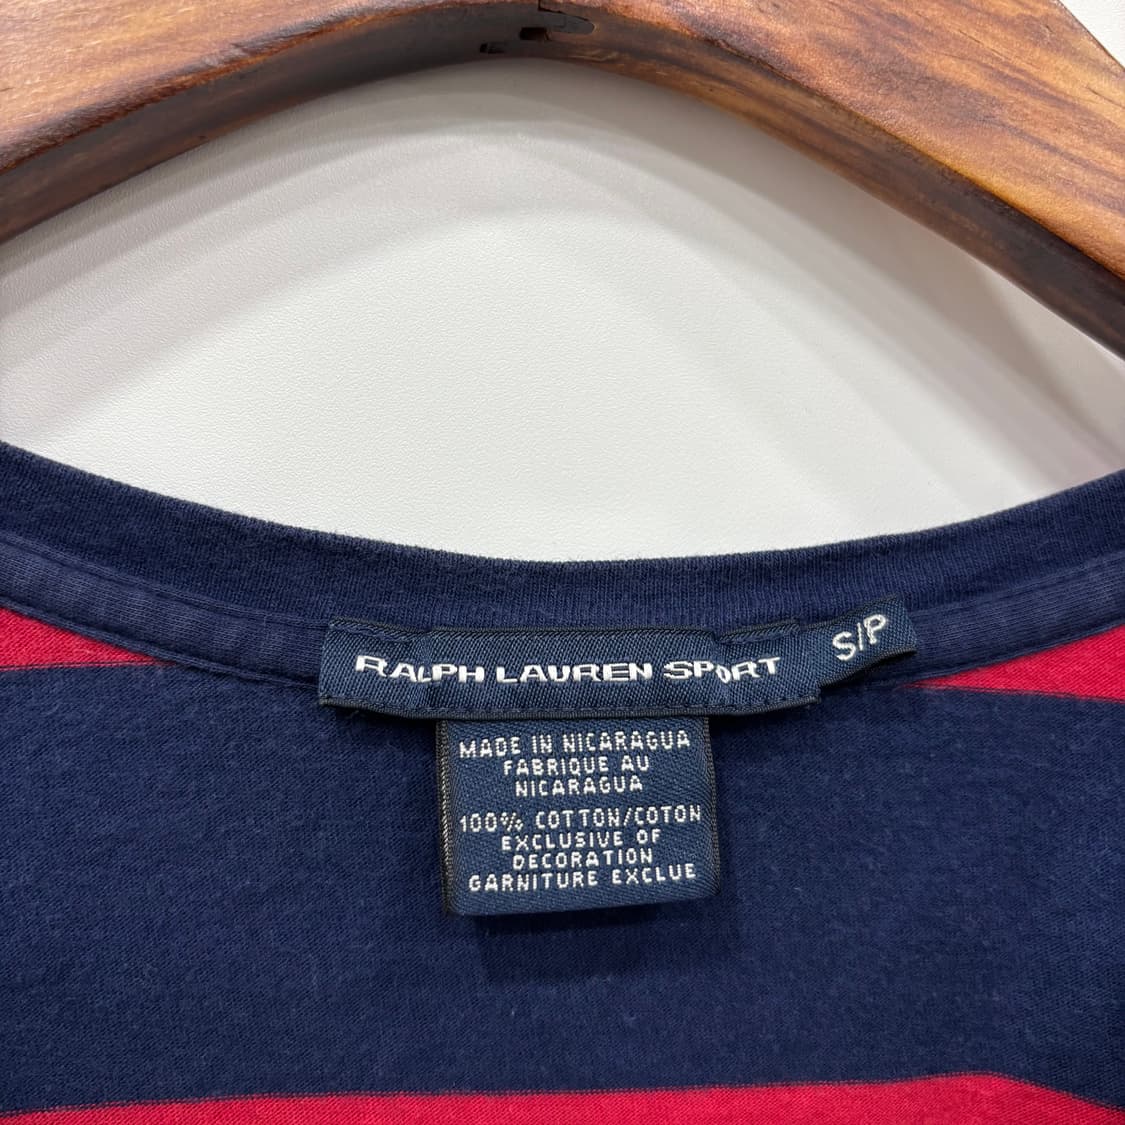 RALPH LAUREN SPORT
S/P
MADE IN NICARAGUA
FABRIQUE AU
NICARAGUA
100% COTTON/COTON
EXCLUSIVE OF
DECORATION
GARNITURE EXCLUE